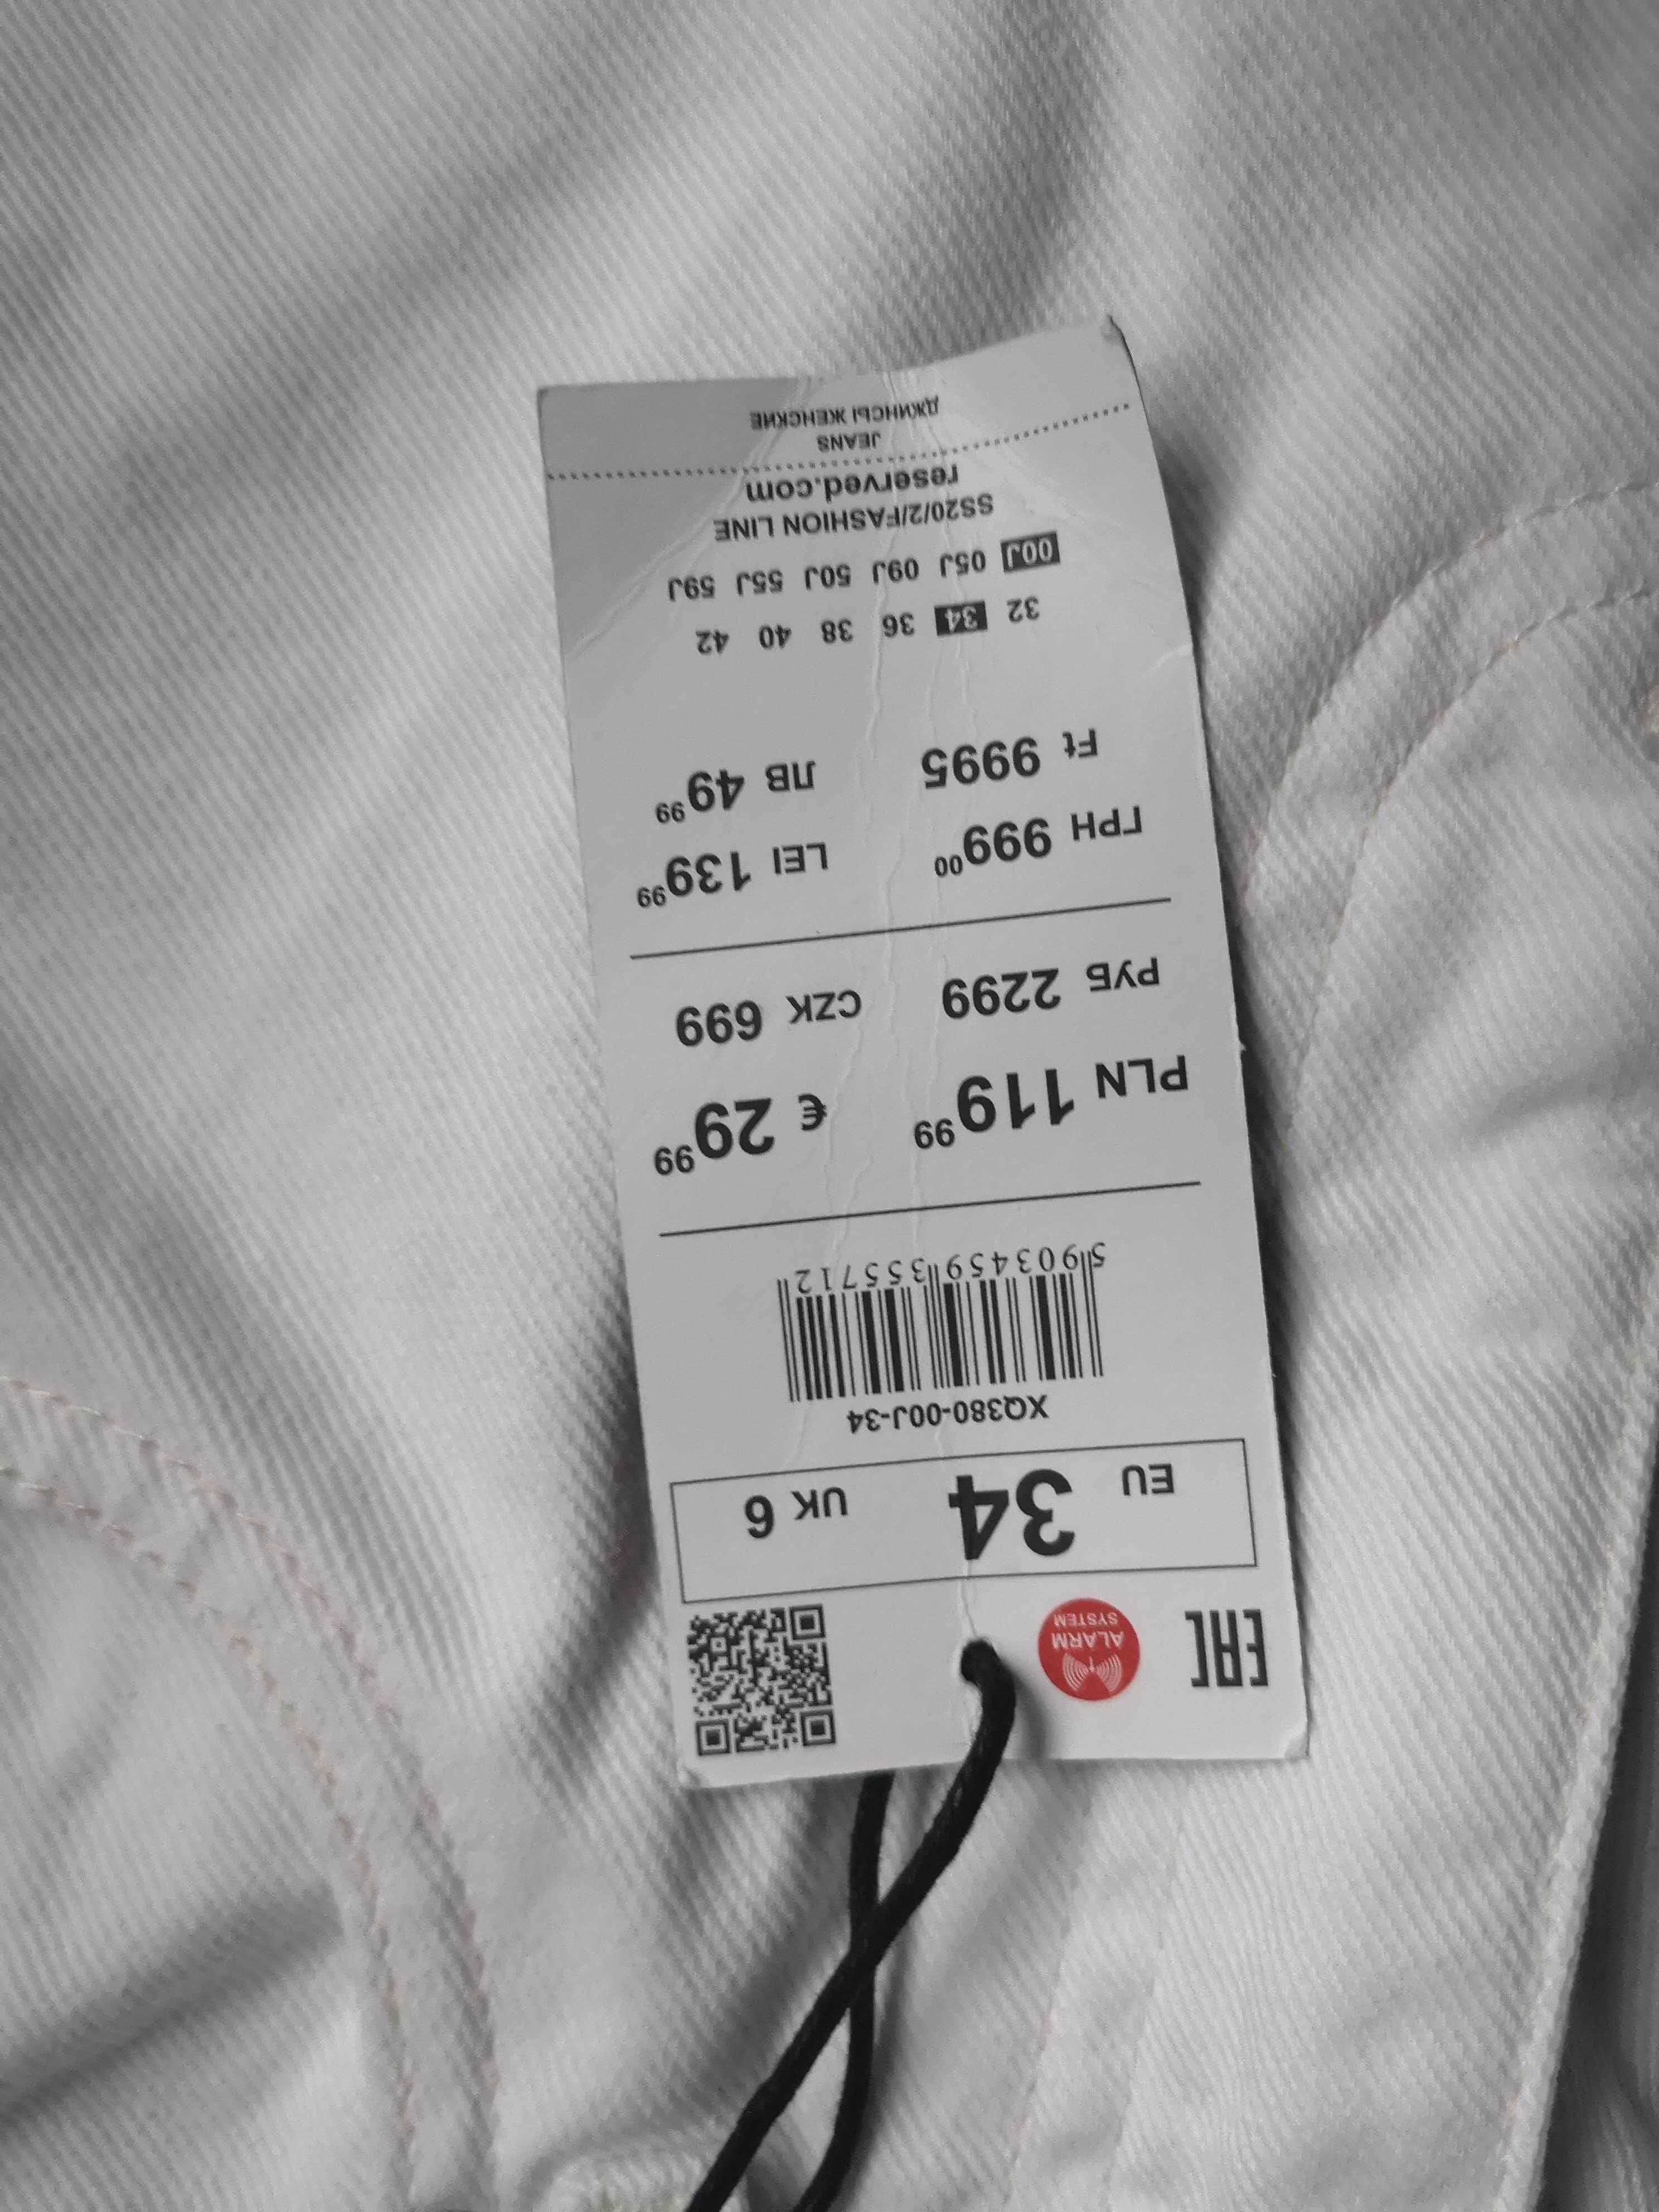 EAC
ALARM
SYSTEM
EU 34 UK 6
XQ380-00J-34
5 903459 355712
PLN 119 99 € 29 99
РУБ 2299 CZK 699
ГРН 999 00 LEI 139 99
Ft 9995 ЛВ 49 99
32 34 36 38 40 42
00J 05J 09J 50J 55J 59J
SS20/2/FASHION LINE
reserved.com
JEANS
ДЖИНСЫ ЖЕНСКИЕ